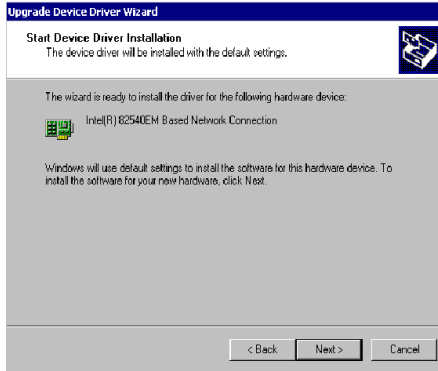 Upgrade Device Driver Wizard
Start Device Driver Installation
The device driver will be installed with the default settings.
The wizard is ready to install the driver for the following hardware device:
Intel(R) 82540EM Based Network Connection
Windows will use default settings to install the software for this hardware device. To
install the software for your new hardware, click Next.
< Back
Next >
Cancel